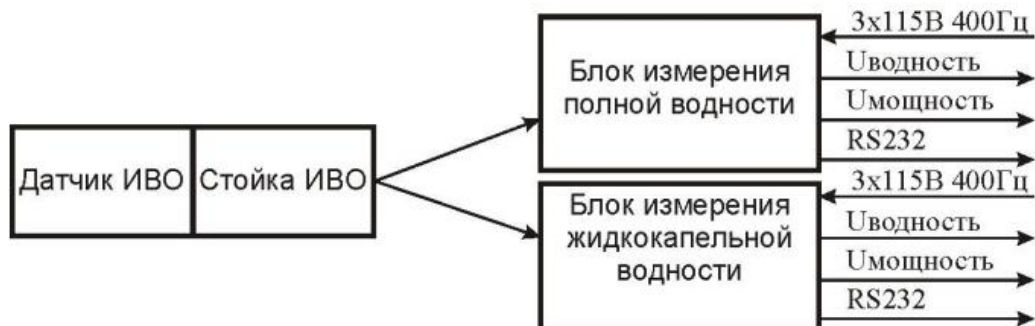 Датчик ИВО
Стойка ИВО
Блок измерения
полной водности
3х115В 400Гц
Uводность
Uмощность
RS232
Блок измерения
жидкокапельной
водности
3х115В 400Гц
Uводность
Uмощность
RS232